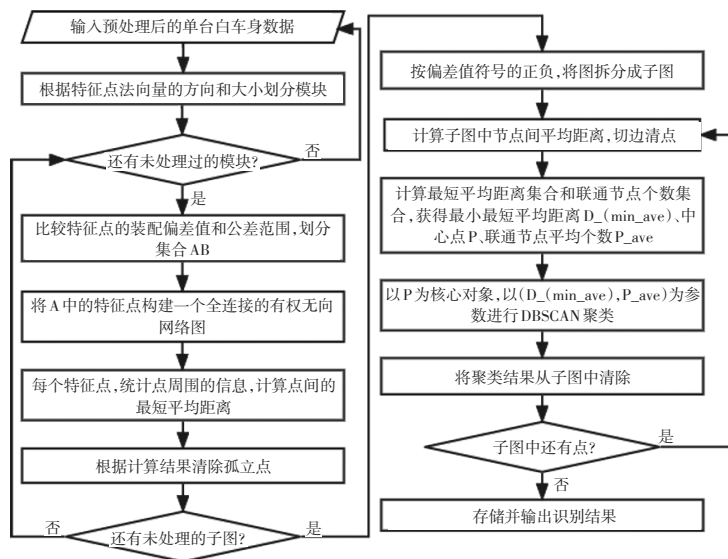 输入预处理后的单台白车身数据
根据特征点法向量的方向和大小划分模块
还有未处理过的模块?
否
是
比较特征点的装配偏差值和公差范围,划分
集合AB
将A中的特征点构建一个全连接的有权无向
网络图
每个特征点,统计点周围的信息,计算点间的
最短平均距离
根据计算结果清除孤立点
否
还有未处理的子图?
是
按偏差值符号的正负,将图拆分成子图
计算子图中节点间平均距离,切边清点
计算最短平均距离集合和联通节点个数集
合,获得最小最短平均距离D_(min_ave)、中
心点P、联通节点平均个数P_ave
以P为核心对象,以(D_(min_ave),P_ave)为参
数进行DBSCAN聚类
将聚类结果从子图中清除
子图中还有点?
是
否
存储并输出识别结果